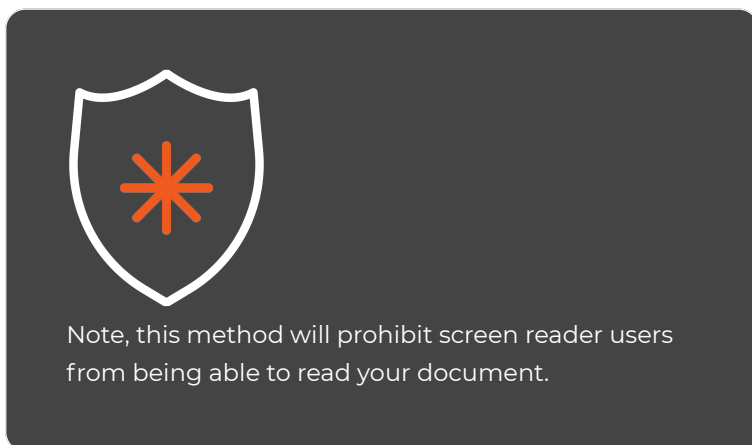 Note, this method will prohibit screen reader users
from being able to read your document.